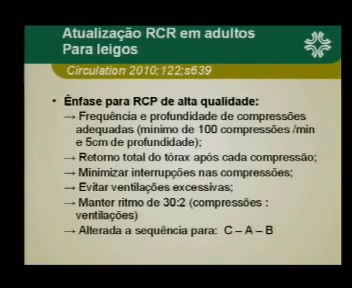 Atualização RCR em adultos
Para leigos
Circulation 2010;122;s639
• Ênfase para RCP de alta qualidade:
→ Frequência e profundidade de compressões
adequadas (mínimo de 100 compressões /min
e 5cm de profundidade);
→ Retorno total do tórax após cada compressão;
→ Minimizar interrupções nas compressões;
→ Evitar ventilações excessivas;
→ Manter ritmo de 30:2 (compressões :
ventilações)
→ Alterada a sequência para: C – A – B